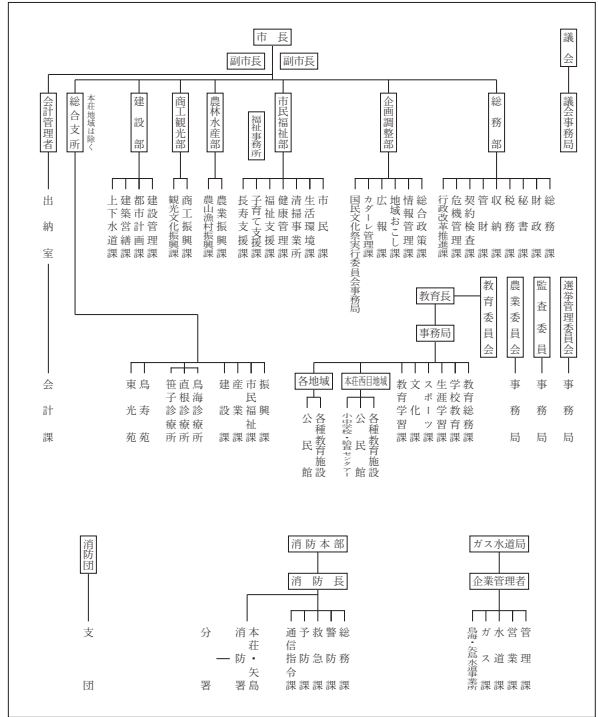 市長
副市長
副市長
議会
議会事務局
総務部
総務課
財政課
秘書課
税務課
収納課
管財課
契約検査課
危機管理課
行政改革推進課
企画調整部
総合政策課
情報管理課
地域おこし課
広報課
カダーレ管理課
国民文化祭実行委員会事務局
市民福祉部
福祉事務所
市民課
生活環境課
清掃事業所
健康管理課
福祉支援課
子育て支援課
長寿支援課
農林水産部
農業振興課
農山漁村振興課
商工観光部
商工振興課
観光文化振興課
建設部
建設管理課
都市計画課
建築営繕課
上下水道課
総合支所
本荘地域は除く
振興課
市民福祉課
産業課
建設課
鳥海診療所
直根診療所
笹子診療所
鳥寿苑
東光苑
会計管理者
出納室
会計課
選挙管理委員会
事務局
監査委員
事務局
農業委員会
事務局
教育委員会
教育長
事務局
教育総務課
学校教育課
生涯学習課
スポーツ課
文化課
教育学習課
本荘西目地域
各種教育施設
公民館
小中学校・給食センター
各地域
各種教育施設
公民館
ガス水道局
企業管理者
管理課
営業課
水道課
ガス課
鳥海・矢島水道事業所
消防本部
消防長
総務課
警防課
救急課
予防課
通信指令課
本荘・矢島
消防署
分署
消防団
支団